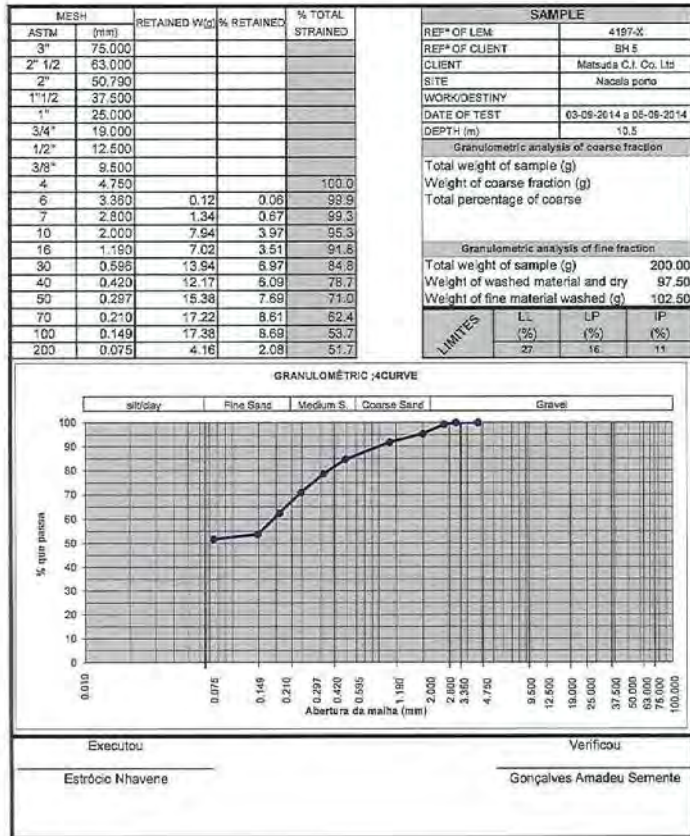 MESH RETAINED W(g) % RETAINED % TOTAL STRAINED
ASTM (mm)
3" 75.000
2" 1/2 63.000
2" 50.790
1"1/2 37.500
1" 25.000
3/4" 19.000
1/2" 12.500
3/8" 9.500
4 4.750 100.0
6 3.360 0.12 0.06 99.9
7 2.800 1.34 0.67 99.3
10 2.000 7.94 3.97 95.3
16 1.190 7.02 3.51 91.8
30 0.596 13.94 6.97 84.8
40 0.420 12.17 6.09 78.7
50 0.297 15.38 7.69 71.0
70 0.210 17.22 8.61 62.4
100 0.149 17.38 8.69 53.7
200 0.075 4.16 2.08 51.7
SAMPLE
REFª OF LEM 4197-X
REFª OF CLIENT BH 5
CLIENT Matsuda C.I. Co. Ltd
SITE Nacala porto
WORK/DESTINY
DATE OF TEST 03-09-2014 a 05-09-2014
DEPTH (m) 10.5
Granulometric analysis of coarse fraction
Total weight of sample (g)
Weight of coarse fraction (g)
Total percentage of coarse
Granulometric analysis of fine fraction
Total weight of sample (g) 200.00
Weight of washed material and dry 97.50
Weight of fine material washed (g) 102.50
LIMITES LL (%) LP (%) IP (%)
27 16 11
GRANULOMÉTRIC ;4CURVE
silt/clay Fine Sand Medium S. Coarse Sand Gravel
% que passa
100
90
80
70
60
50
40
30
20
10
0
0.010 0.075 0.149 0.210 0.297 0.420 0.595 1.190 2.000 2.800 3.360 4.750 9.500 12.500 19.000 25.000 37.500 50.000 63.000 75.000 100.000
Abertura da malha (mm)
Executou Verificou
Estrócio Nhavene Gonçalves Amadeu Semente